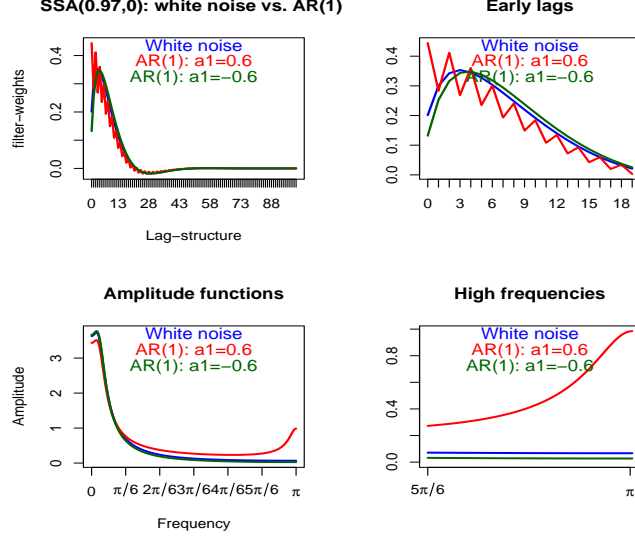 SSA(0.97,0): white noise vs. AR(1)
White noise
AR(1): a1=0.6
AR(1): a1=−0.6
filter−weights
0.4
0.2
0.0
0 13 28 43 58 73 88
Lag−structure
Early lags
White noise
AR(1): a1=0.6
AR(1): a1=−0.6
0.4
0.3
0.2
0.1
0.0
0 3 6 9 12 15 18
Amplitude functions
White noise
AR(1): a1=0.6
AR(1): a1=−0.6
Amplitude
3
2
1
0
0 π/6 2π/6 3π/6 4π/6 5π/6 π
Frequency
High frequencies
White noise
AR(1): a1=0.6
AR(1): a1=−0.6
0.8
0.4
0.0
5π/6 π